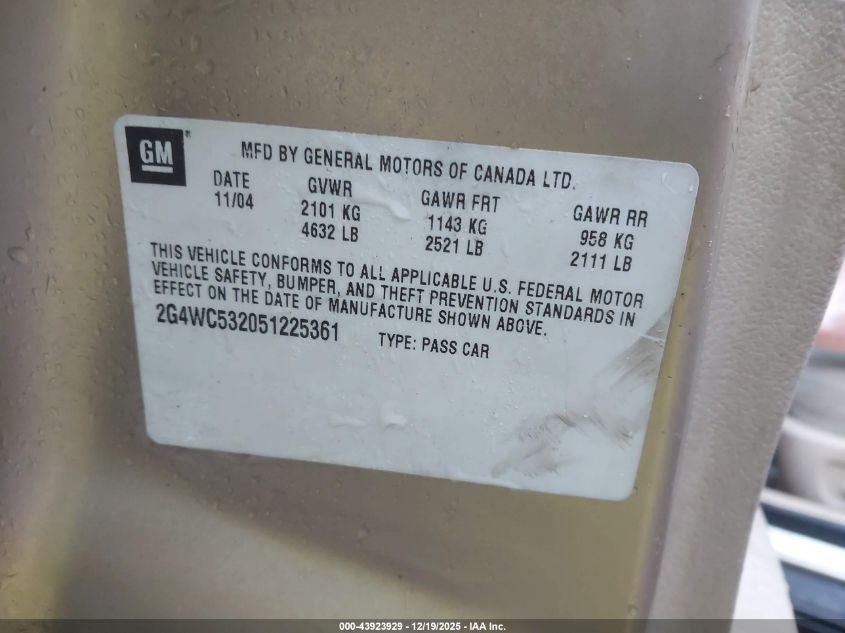 GM
MFD BY GENERAL MOTORS OF CANADA LTD.
DATE GVWR GAWR FRT GAWR RR
11/04 2101 KG 1143 KG 958 KG
4632 LB 2521 LB 2111 LB
THIS VEHICLE CONFORMS TO ALL APPLICABLE U.S. FEDERAL MOTOR
VEHICLE SAFETY, BUMPER, AND THEFT PREVENTION STANDARDS IN
EFFECT ON THE DATE OF MANUFACTURE SHOWN ABOVE.
2G4WC532051225361 TYPE: PASS CAR
000-43923929 - 12/19/2025 - IAA Inc.